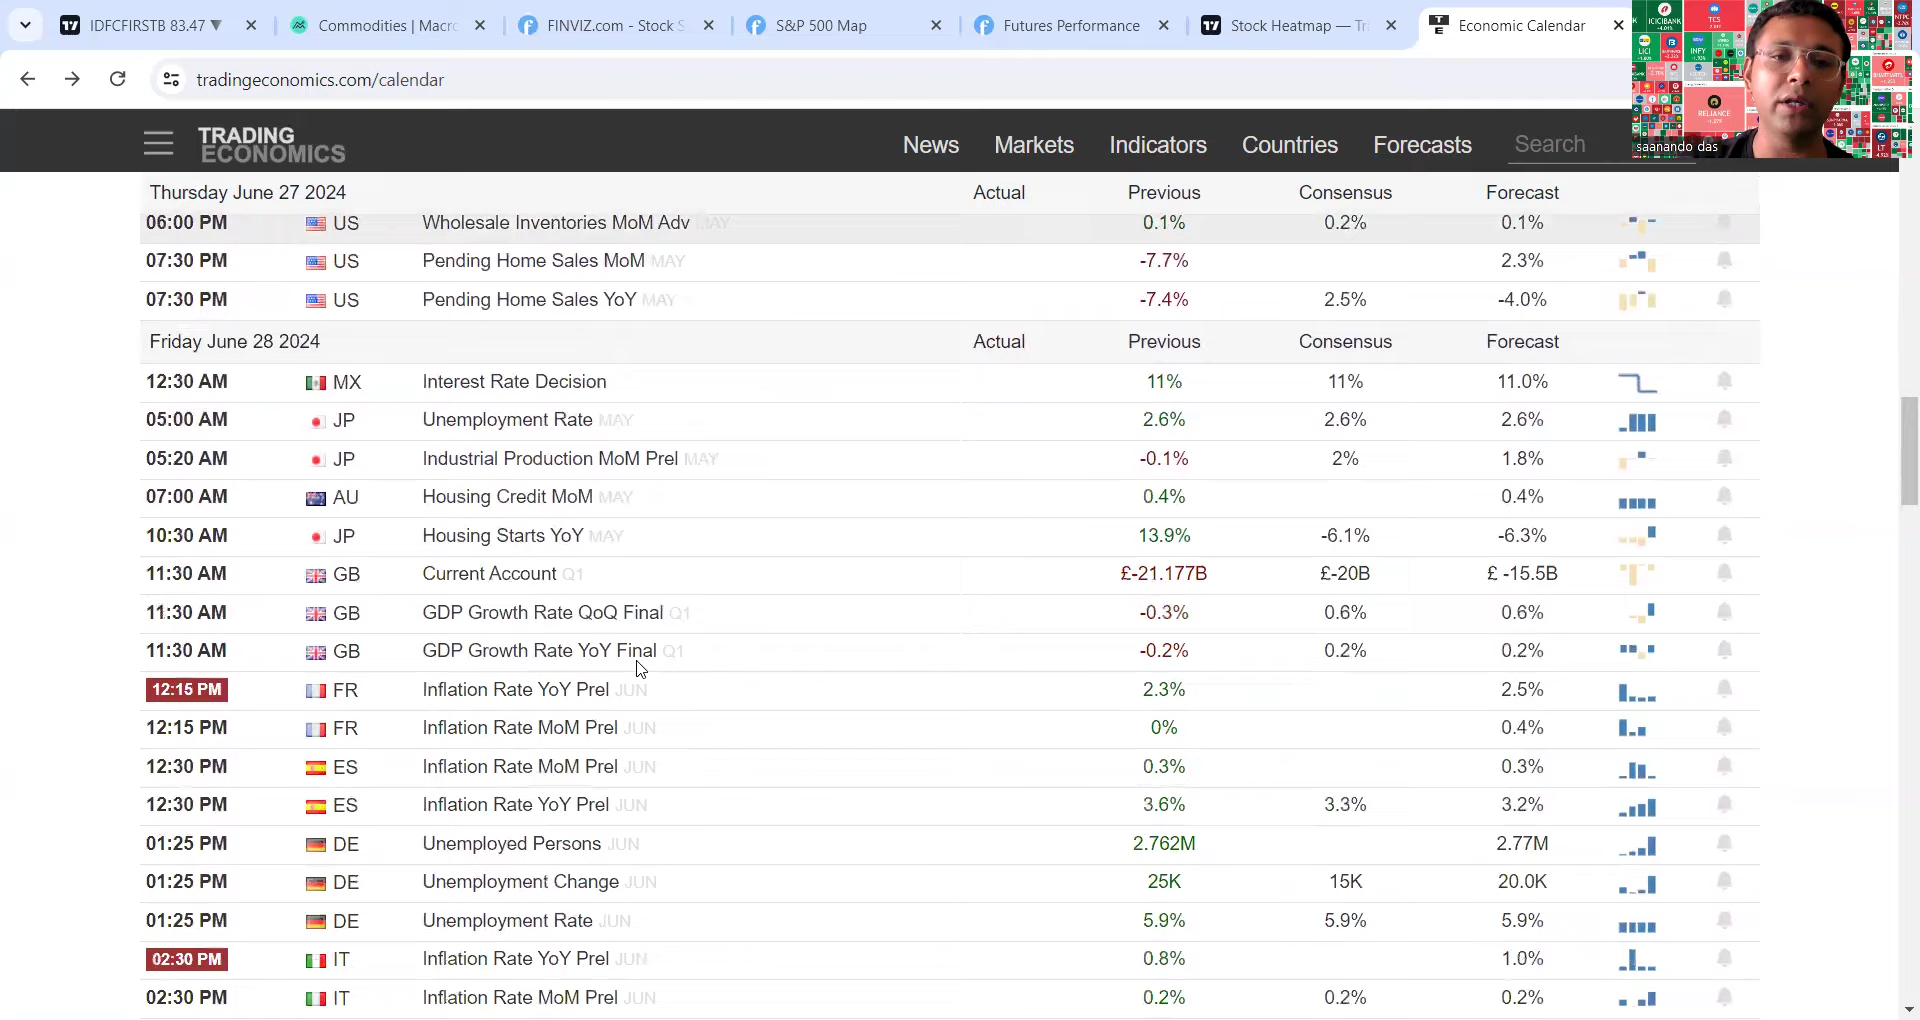 IDFCFIRSTB 83.47 ▼
Commodities | Macro
FINVIZ.com - Stock S
S&P 500 Map
Futures Performance
Stock Heatmap — Tr
Economic Calendar
tradingeconomics.com/calendar
TRADING
ECONOMICS
News Markets Indicators Countries Forecasts Search
saanando das
ICICIBANK
TCS
LICI
INFY
RELIANCE
LT
Thursday June 27 2024 Actual Previous Consensus Forecast
06:00 PM US Wholesale Inventories MoM Adv MAY 0.1% 0.2% 0.1%
07:30 PM US Pending Home Sales MoM MAY -7.7% 2.3%
07:30 PM US Pending Home Sales YoY MAY -7.4% 2.5% -4.0%
Friday June 28 2024 Actual Previous Consensus Forecast
12:30 AM MX Interest Rate Decision 11% 11% 11.0%
05:00 AM JP Unemployment Rate MAY 2.6% 2.6% 2.6%
05:20 AM JP Industrial Production MoM Prel MAY -0.1% 2% 1.8%
07:00 AM AU Housing Credit MoM MAY 0.4% 0.4%
10:30 AM JP Housing Starts YoY MAY 13.9% -6.1% -6.3%
11:30 AM GB Current Account Q1 £-21.177B £-20B £ -15.5B
11:30 AM GB GDP Growth Rate QoQ Final Q1 -0.3% 0.6% 0.6%
11:30 AM GB GDP Growth Rate YoY Final Q1 -0.2% 0.2% 0.2%
12:15 PM FR Inflation Rate YoY Prel JUN 2.3% 2.5%
12:15 PM FR Inflation Rate MoM Prel JUN 0% 0.4%
12:30 PM ES Inflation Rate MoM Prel JUN 0.3% 0.3%
12:30 PM ES Inflation Rate YoY Prel JUN 3.6% 3.3% 3.2%
01:25 PM DE Unemployed Persons JUN 2.762M 2.77M
01:25 PM DE Unemployment Change JUN 25K 15K 20.0K
01:25 PM DE Unemployment Rate JUN 5.9% 5.9% 5.9%
02:30 PM IT Inflation Rate YoY Prel JUN 0.8% 1.0%
02:30 PM IT Inflation Rate MoM Prel JUN 0.2% 0.2% 0.2%